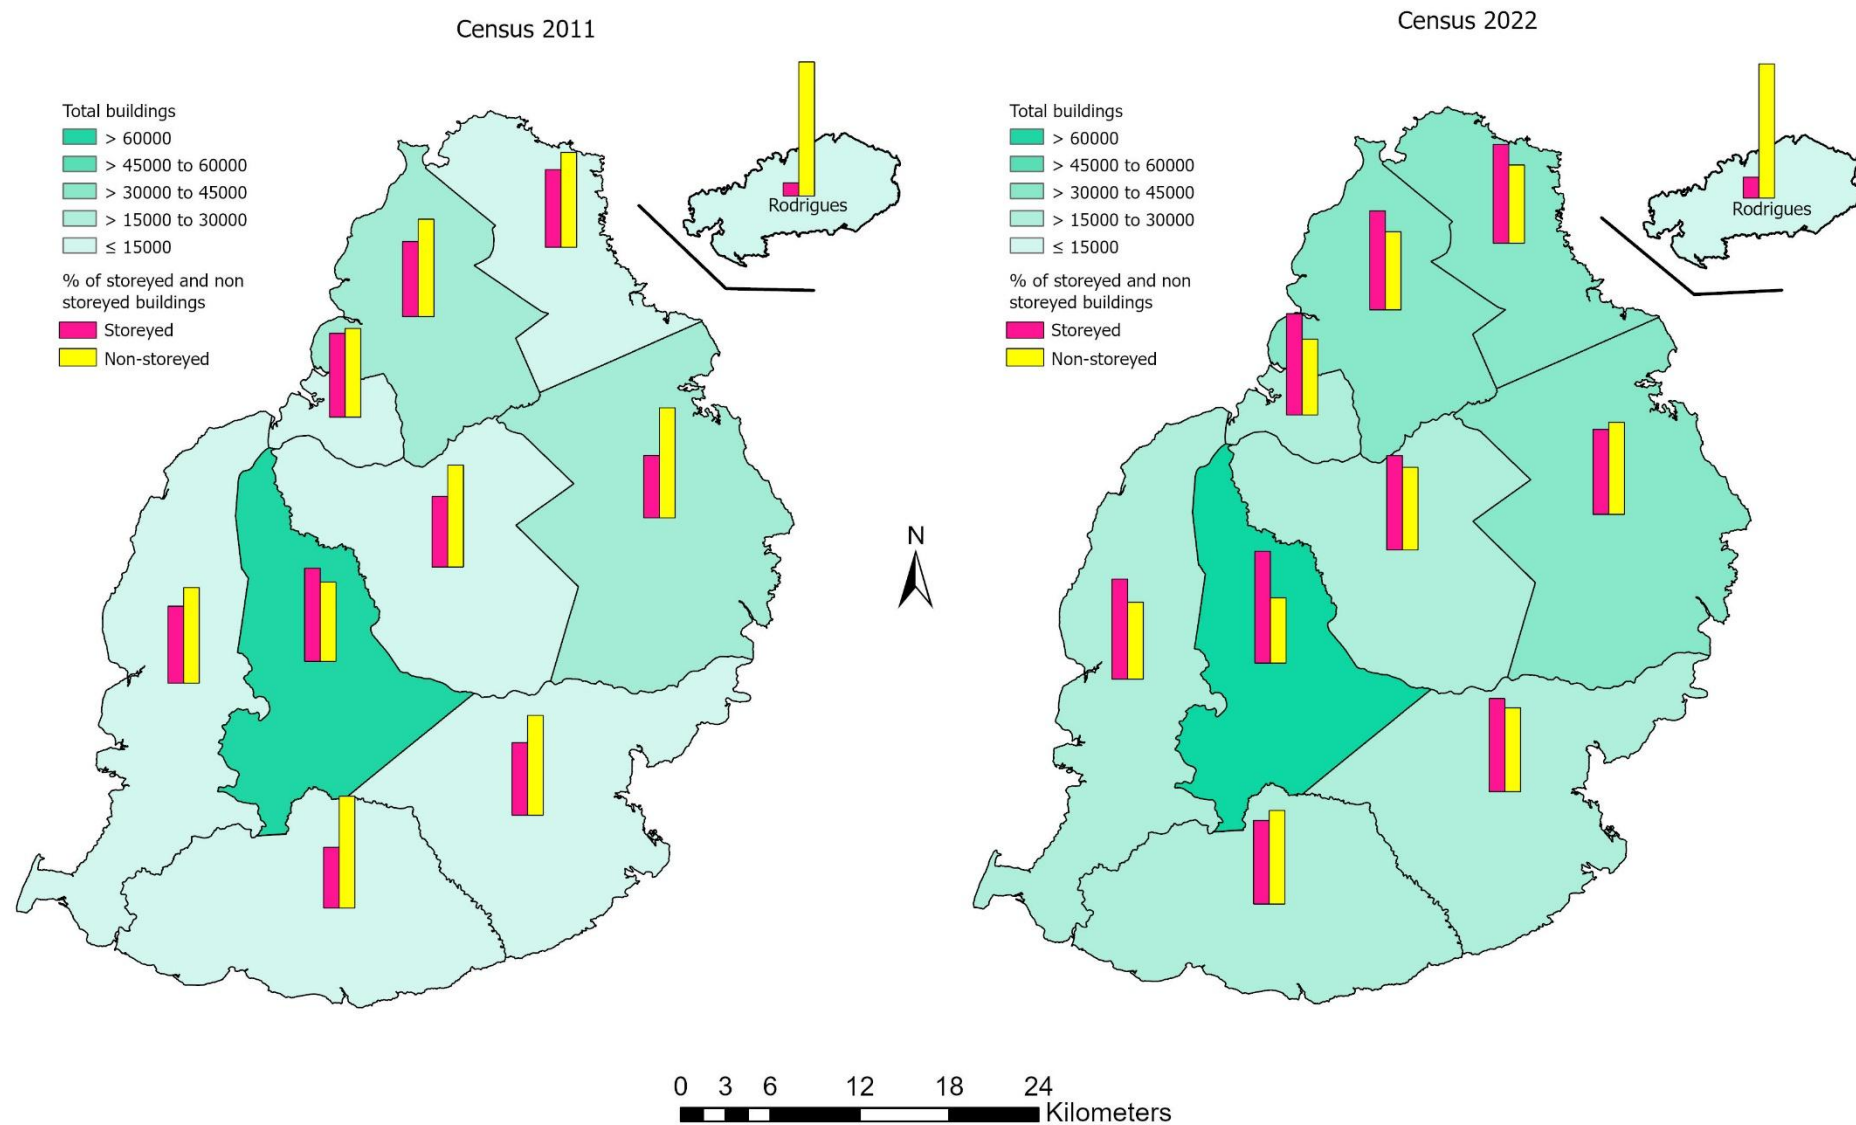 Census 2011
Total buildings
> 60000
> 45000 to 60000
> 30000 to 45000
> 15000 to 30000
≤ 15000
% of storeyed and non
storeyed buildings
Storeyed
Non-storeyed
Rodrigues
N
Census 2022
Total buildings
> 60000
> 45000 to 60000
> 30000 to 45000
> 15000 to 30000
≤ 15000
% of storeyed and non
storeyed buildings
Storeyed
Non-storeyed
Rodrigues
0 3 6 12 18 24
Kilometers